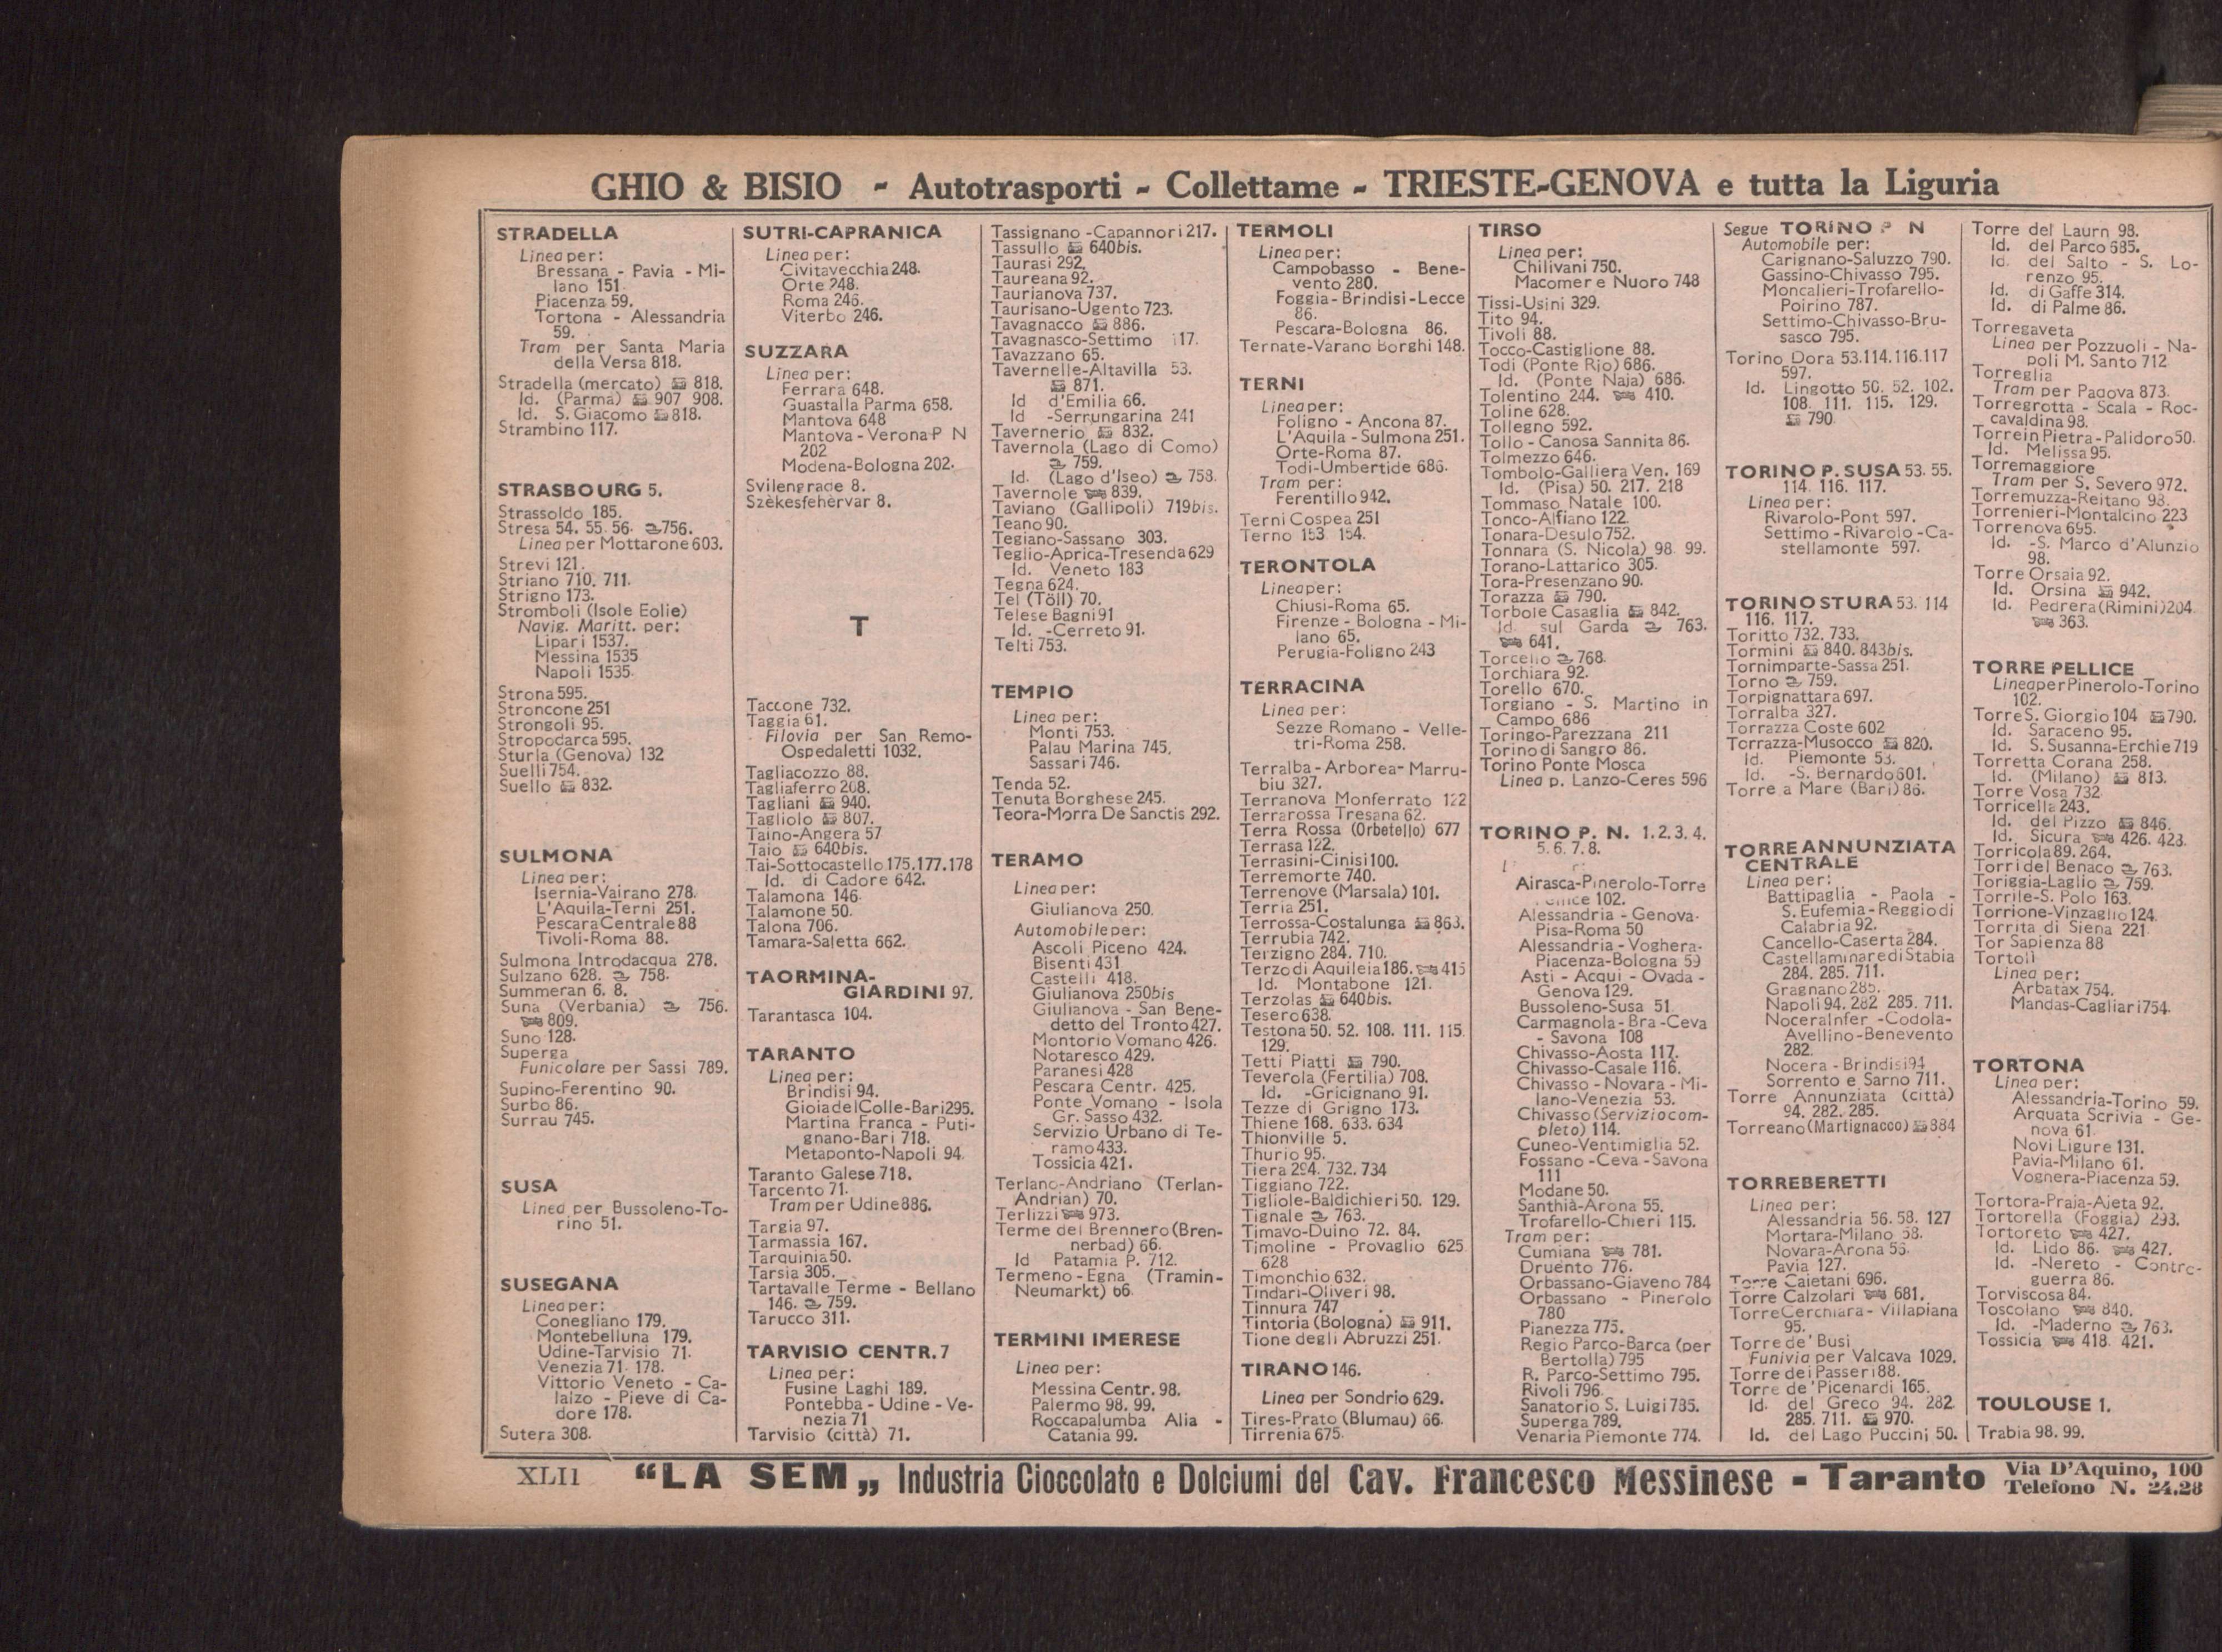 GHIO & BISIO - Autotrasporti - Collettame - TRIESTE-GENOVA e tutta la Liguria
STRADELLA
Linea per:
Bressana - Pavia - Mi-
lano 151
Piacenza 59.
Tortona - Alessandria
59.
Tram per Santa Maria
della Versa 818.
Stradella (mercato) 818.
Id. (Parma) 907 908.
Id. S. Giacomo 818.
Strambino 117.
STRASBOURG 5.
Strassoldo 185.
Stresa 54. 55. 56. 756.
Linea per Mottarone 603.
Strevi 121.
Striano 710. 711.
Strigno 173.
Stromboli (Isole Eolie)
Navig. Maritt. per:
Lipari 1537.
Messina 1535
Napoli 1535.
Strona 595.
Stroncone 251
Strongoli 95.
Stropodarca 595.
Sturla (Genova) 132
Suelli 754.
Suello 832.
SULMONA
Linea per:
Isernia-Vairano 278.
L'Aquila-Terni 251.
Pescara Centrale 88
Tivoli-Roma 88.
Sulmona Introdacqua 278.
Sulzano 628. 758.
Summeran 6. 8.
Suna (Verbania) 756.
809.
Suno 128.
Superga
Funicolare per Sassi 789.
Supino-Ferentino 90.
Surbo 86.
Surrau 745.
SUSA
Linea per Bussoleno-To-
rino 51.
SUSEGANA
Linea per:
Conegliano 179.
Montebelluna 179.
Udine-Tarvisio 71.
Venezia 71. 178.
Vittorio Veneto - Ca-
laizo - Pieve di Ca-
dore 178.
Sutera 308.
SUTRI-CAPRANICA
Linea per:
Civitavecchia 248.
Orte 248.
Roma 246.
Viterbo 246.
SUZZARA
Linea per:
Ferrara 648.
Guastalla Parma 658.
Mantova 648
Mantova - Verona P N
202
Modena-Bologna 202.
Svilengrade 8.
Szèkesfehèrvar 8.
T
Taccone 732.
Taggia 61.
Filovia per San Remo-
Ospedaletti 1032.
Tagliacozzo 88.
Tagliaferro 208.
Tagliani 940.
Tagliolo 807.
Taino-Angera 57
Taio 640bis.
Tai-Sottocastello 175.177.178
Id. di Cadore 642.
Talamona 146.
Talamone 50.
Talona 706.
Tamara-Saletta 662.
TAORMINA-
GIARDINI 97.
Tarantasca 104.
TARANTO
Linea per:
Brindisi 94.
Gioia del Colle-Bari 295.
Martina Franca - Puti-
gnano-Bari 718.
Metaponto-Napoli 94.
Taranto Galese 718.
Tarcento 71.
Tram per Udine 886.
Targia 97.
Tarmassia 167.
Tarquinia 50.
Tarsia 305.
Tartavalle Terme - Bellano
146. 759.
Tarucco 311.
TARVISIO CENTR. 7
Linea per:
Fusine Laghi 189.
Pontebba - Udine - Ve-
nezia 71
Tarvisio (città) 71.
Tassignano - Capannori 217.
Tassullo 640bis.
Taurasi 292.
Taureana 92.
Taurianova 737.
Taurisano-Ugento 723.
Tavagnacco 886.
Tavagnasco-Settimo 117.
Tavazzano 65.
Tavernelle-Altavilla 53.
871.
Id d'Emilia 66.
Id -Serrungarina 241
Tavernerio 832.
Tavernola (Lago di Como)
759.
Id. (Lago d'Iseo) 758.
Tavernole 839.
Taviano (Gallipoli) 719bis.
Teano 90.
Tegiano-Sassano 303.
Teglio-Aprica-Tresenda 629
Id. Veneto 183
Tegna 624.
Tel (Töll) 70.
Telese Bagni 91
Id. -Cerreto 91.
Telti 753.
TEMPIO
Linea per:
Monti 753.
Palau Marina 745.
Sassari 746.
Tenda 52.
Tenuta Borghese 245.
Teora-Morra De Sanctis 292.
TERAMO
Linea per:
Giulianova 250.
Automobile per:
Ascoli Piceno 424.
Bisenti 431
Castelli 418.
Giulianova 250bis
Giulianova - San Bene-
detto del Tronto 427.
Montorio Vomano 426.
Notaresco 429.
Paranesi 428
Pescara Centr. 425.
Ponte Vomano - Isola
Gr. Sasso 432.
Servizio Urbano di Te-
ramo 433.
Tossicia 421.
Terlano-Andriano (Terlan-
Andrian) 70.
Terlizzi 973.
Terme del Brennero (Bren-
nerbad) 66.
Id Patamia P. 712.
Termeno - Egna (Tramin-
Neumarkt) 66
TERMINI IMERESE
Linea per:
Messina Centr. 98.
Palermo 98. 99.
Roccapalumba Alia -
Catania 99.
TERMOLI
Linea per:
Campobasso - Bene-
vento 280.
Foggia-Brindisi-Lecce
86.
Pescara-Bologna 86.
Ternate-Varano Borghi 148.
TERNI
Linea per:
Foligno - Ancona 87.
L'Aquila - Sulmona 251.
Orte-Roma 87.
Todi-Umbertide 686.
Tram per:
Ferentillo 942.
Terni Cospea 251
Terno 153. 154.
TERONTOLA
Linea per:
Chiusi-Roma 65.
Firenze - Bologna - Mi-
lano 65.
Perugia-Foligno 243
TERRACINA
Linea per:
Sezze Romano - Velle-
tri-Roma 258.
Terralba - Arborea - Marru-
biu 327.
Terranova Monferrato 122
Terrarossa Tresana 62.
Terra Rossa (Orbetello) 677
Terrasa 122.
Terrasini-Cinisi 100.
Terremorte 740.
Terrenove (Marsala) 101.
Terria 251.
Terrossa-Costalunga 863.
Terrubia 742.
Terzigno 284. 710.
Terzo di Aquileia 186. 415
Id. Montabone 121.
Terzolas 640bis.
Tesero 638.
Testona 50. 52. 108. 111. 115.
129.
Tetti Piatti 790.
Teverola (Fertilia) 708.
Id. -Gricignano 91.
Tezze di Grigno 173.
Thiene 168. 633. 634
Thionville 5.
Thurio 95.
Tiera 294. 732. 734
Tiggiano 722.
Tigliole-Baldichieri 50. 129.
Tignale 763.
Timavo-Duino 72. 84.
Timoline - Provaglio 625
628
Timonchio 632.
Tindari-Oliveri 98.
Tinnura 747
Tintoria (Bologna) 911.
Tione degli Abruzzi 251.
TIRANO 146.
Linea per Sondrio 629.
Tires-Prato (Blumau) 66.
Tirrenia 675.
TIRSO
Linea per:
Chilivani 750.
Macomer e Nuoro 748
Tissi-Usini 329.
Tito 94.
Tivoli 88.
Tocco-Castiglione 88.
Todi (Ponte Rio) 686.
Id. (Ponte Naja) 686.
Tolentino 244. 410.
Toline 628.
Tollegno 592.
Tollo - Canosa Sannita 86.
Tolmezzo 646.
Tombolo-Galliera Ven. 169
Id. (Pisa) 50. 217. 218
Tommaso Natale 100.
Tonco-Alfiano 122.
Tonara-Desulo 752.
Tonnara (S. Nicola) 98. 99.
Torano-Lattarico 305.
Tora-Presenzano 90.
Torazza 790.
Torbole Casaglia 842.
Id. sul Garda 763.
641.
Torcello 768.
Torchiara 92.
Torello 670.
Torgiano - S. Martino in
Campo 686
Toringo-Parezzana 211
Torino di Sangro 86.
Torino Ponte Mosca
Linea p. Lanzo-Ceres 596
TORINO P. N. 1. 2. 3. 4.
5. 6. 7. 8.
Airasca-Pinerolo-Torre
102.
Alessandria - Genova-
Pisa-Roma 50
Alessandria - Voghera-
Piacenza-Bologna 59
Asti - Acqui - Ovada -
Genova 129.
Bussoleno-Susa 51
Carmagnola - Bra - Ceva
- Savona 108
Chivasso-Aosta 117.
Chivasso-Casale 116.
Chivasso - Novara - Mi-
lano-Venezia 53.
Chivasso (Servizio com-
pleto) 114.
Cuneo-Ventimiglia 52.
Fossano - Ceva - Savona
111
Modane 50.
Santhià-Arona 55.
Trofarello-Chieri 115.
Tram per:
Cumiana 781.
Druento 776.
Orbassano-Giaveno 784
Orbassano - Pinerolo
780
Pianezza 775.
Regio Parco-Barca (per
Bertolla) 795
R. Parco-Settimo 795.
Rivoli 796.
Sanatorio S. Luigi 785.
Superga 789.
Venaria Piemonte 774.
Segue TORINO P N
Automobile per:
Carignano-Saluzzo 790.
Gassino-Chivasso 795.
Moncalieri-Trofarello-
Poirino 787.
Settimo-Chivasso-Bru-
sasco 795.
Torino Dora 53.114.116.117
597.
Id. Lingotto 50. 52. 102.
108. 111. 115. 129.
790.
TORINO P. SUSA 53. 55.
114. 116. 117.
Linea per:
Rivarolo-Pont 597.
Settimo - Rivarolo - Ca-
stellamonte 597.
TORINO STURA 53. 114
116. 117.
Toritto 732. 733.
Tormini 840. 843bis.
Tornimparte-Sassa 251.
Torno 759.
Torpignattara 697.
Torralba 327.
Torrazza Coste 602
Torrazza-Musocco 820.
Id. Piemonte 53.
Id. -S. Bernardo 601.
Torre a Mare (Bari) 86.
TORRE ANNUNZIATA
CENTRALE
Linea per:
Battipaglia - Paola -
S. Eufemia - Reggio di
Calabria 92.
Cancello-Caserta 284.
Castellamare di Stabia
284. 285. 711.
Gragnano 285.
Napoli 94. 282 285. 711.
Nocera Infer - Codola-
Avellino - Benevento
282.
Nocera - Brindisi 94
Sorrento e Sarno 711.
Torre Annunziata (città)
94. 282. 285.
Torreano (Martignacco) 884
TORREBERETTI
Linea per:
Alessandria 56. 58. 127
Mortara-Milano 58.
Novara-Arona 56.
Pavia 127.
Torre Caietani 696.
Torre Calzolari 681.
Torre Cerchiara - Villapiana
95.
Torre de' Busi
Funivia per Valcava 1029.
Torre dei Passeri 88.
Torre de' Picenardi 165.
Id. del Greco 94. 282.
285. 711. 970.
Id. del Lago Puccini 50.
Torre del Laurn 98.
Id. del Parco 685.
Id. del Salto - S. Lo-
renzo 95.
Id. di Gaffe 314.
Id. di Palme 86.
Torregaveta
Linea per Pozzuoli - Na-
poli M. Santo 712
Torreglia
Tram per Padova 873.
Torregrotta - Scala - Roc-
cavaldina 98.
Torre in Pietra - Palidoro 50.
Id. Melissa 95.
Torremaggiore
Tram per S. Severo 972.
Torremuzza-Reitano 98.
Torrenieri-Montalcino 223
Torrenova 695.
Id. -S. Marco d'Alunzio
98.
Torre Orsaia 92.
Id. Orsina 942.
Id. Pedrera (Rimini) 204.
363.
TORRE PELLICE
Linea per Pinerolo-Torino
102.
Torre S. Giorgio 104 790.
Id. Saraceno 95.
Id. S. Susanna-Erchie 719
Torretta Corana 258.
Id. (Milano) 813.
Torre Vosa 732
Torricella 243.
Id. del Pizzo 846.
Id. Sicura 426. 428.
Torricola 89. 264.
Torri del Benaco 763.
Toriggia-Laglio 759.
Torrile-S. Polo 163.
Torrione-Vinzaglio 124.
Torrita di Siena 221
Tor Sapienza 88
Tortolì
Linea per:
Arbatax 754.
Mandas-Cagliari 754.
TORTONA
Linea per:
Alessandria-Torino 59.
Arquata Scrivia - Ge-
nova 61.
Novi Ligure 131.
Pavia-Milano 61.
Voghera-Piacenza 59.
Tortora-Praia-Ajeta 92.
Tortorella (Foggia) 293.
Tortoreto 427.
Id. Lido 86. 427.
Id. -Nereto - Contro-
guerra 86.
Torviscosa 84.
Toscolano 840.
Id. -Maderno 763.
Tossicia 418. 421.
TOULOUSE 1.
Trabia 98. 99.
XLII
"LA SEM„ Industria Cioccolato e Dolciumi del Cav. Francesco Messinese - Taranto Via D'Aquino, 100
Telefono N. 24.28